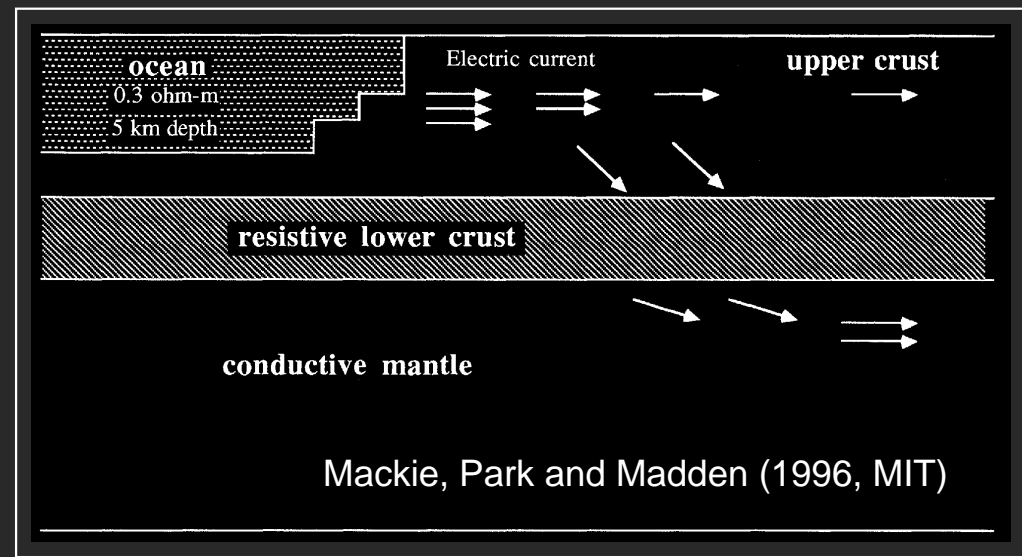 ocean
0.3 ohm-m
5 km depth
Electric current
upper crust
resistive lower crust
conductive mantle
Mackie, Park and Madden (1996, MIT)